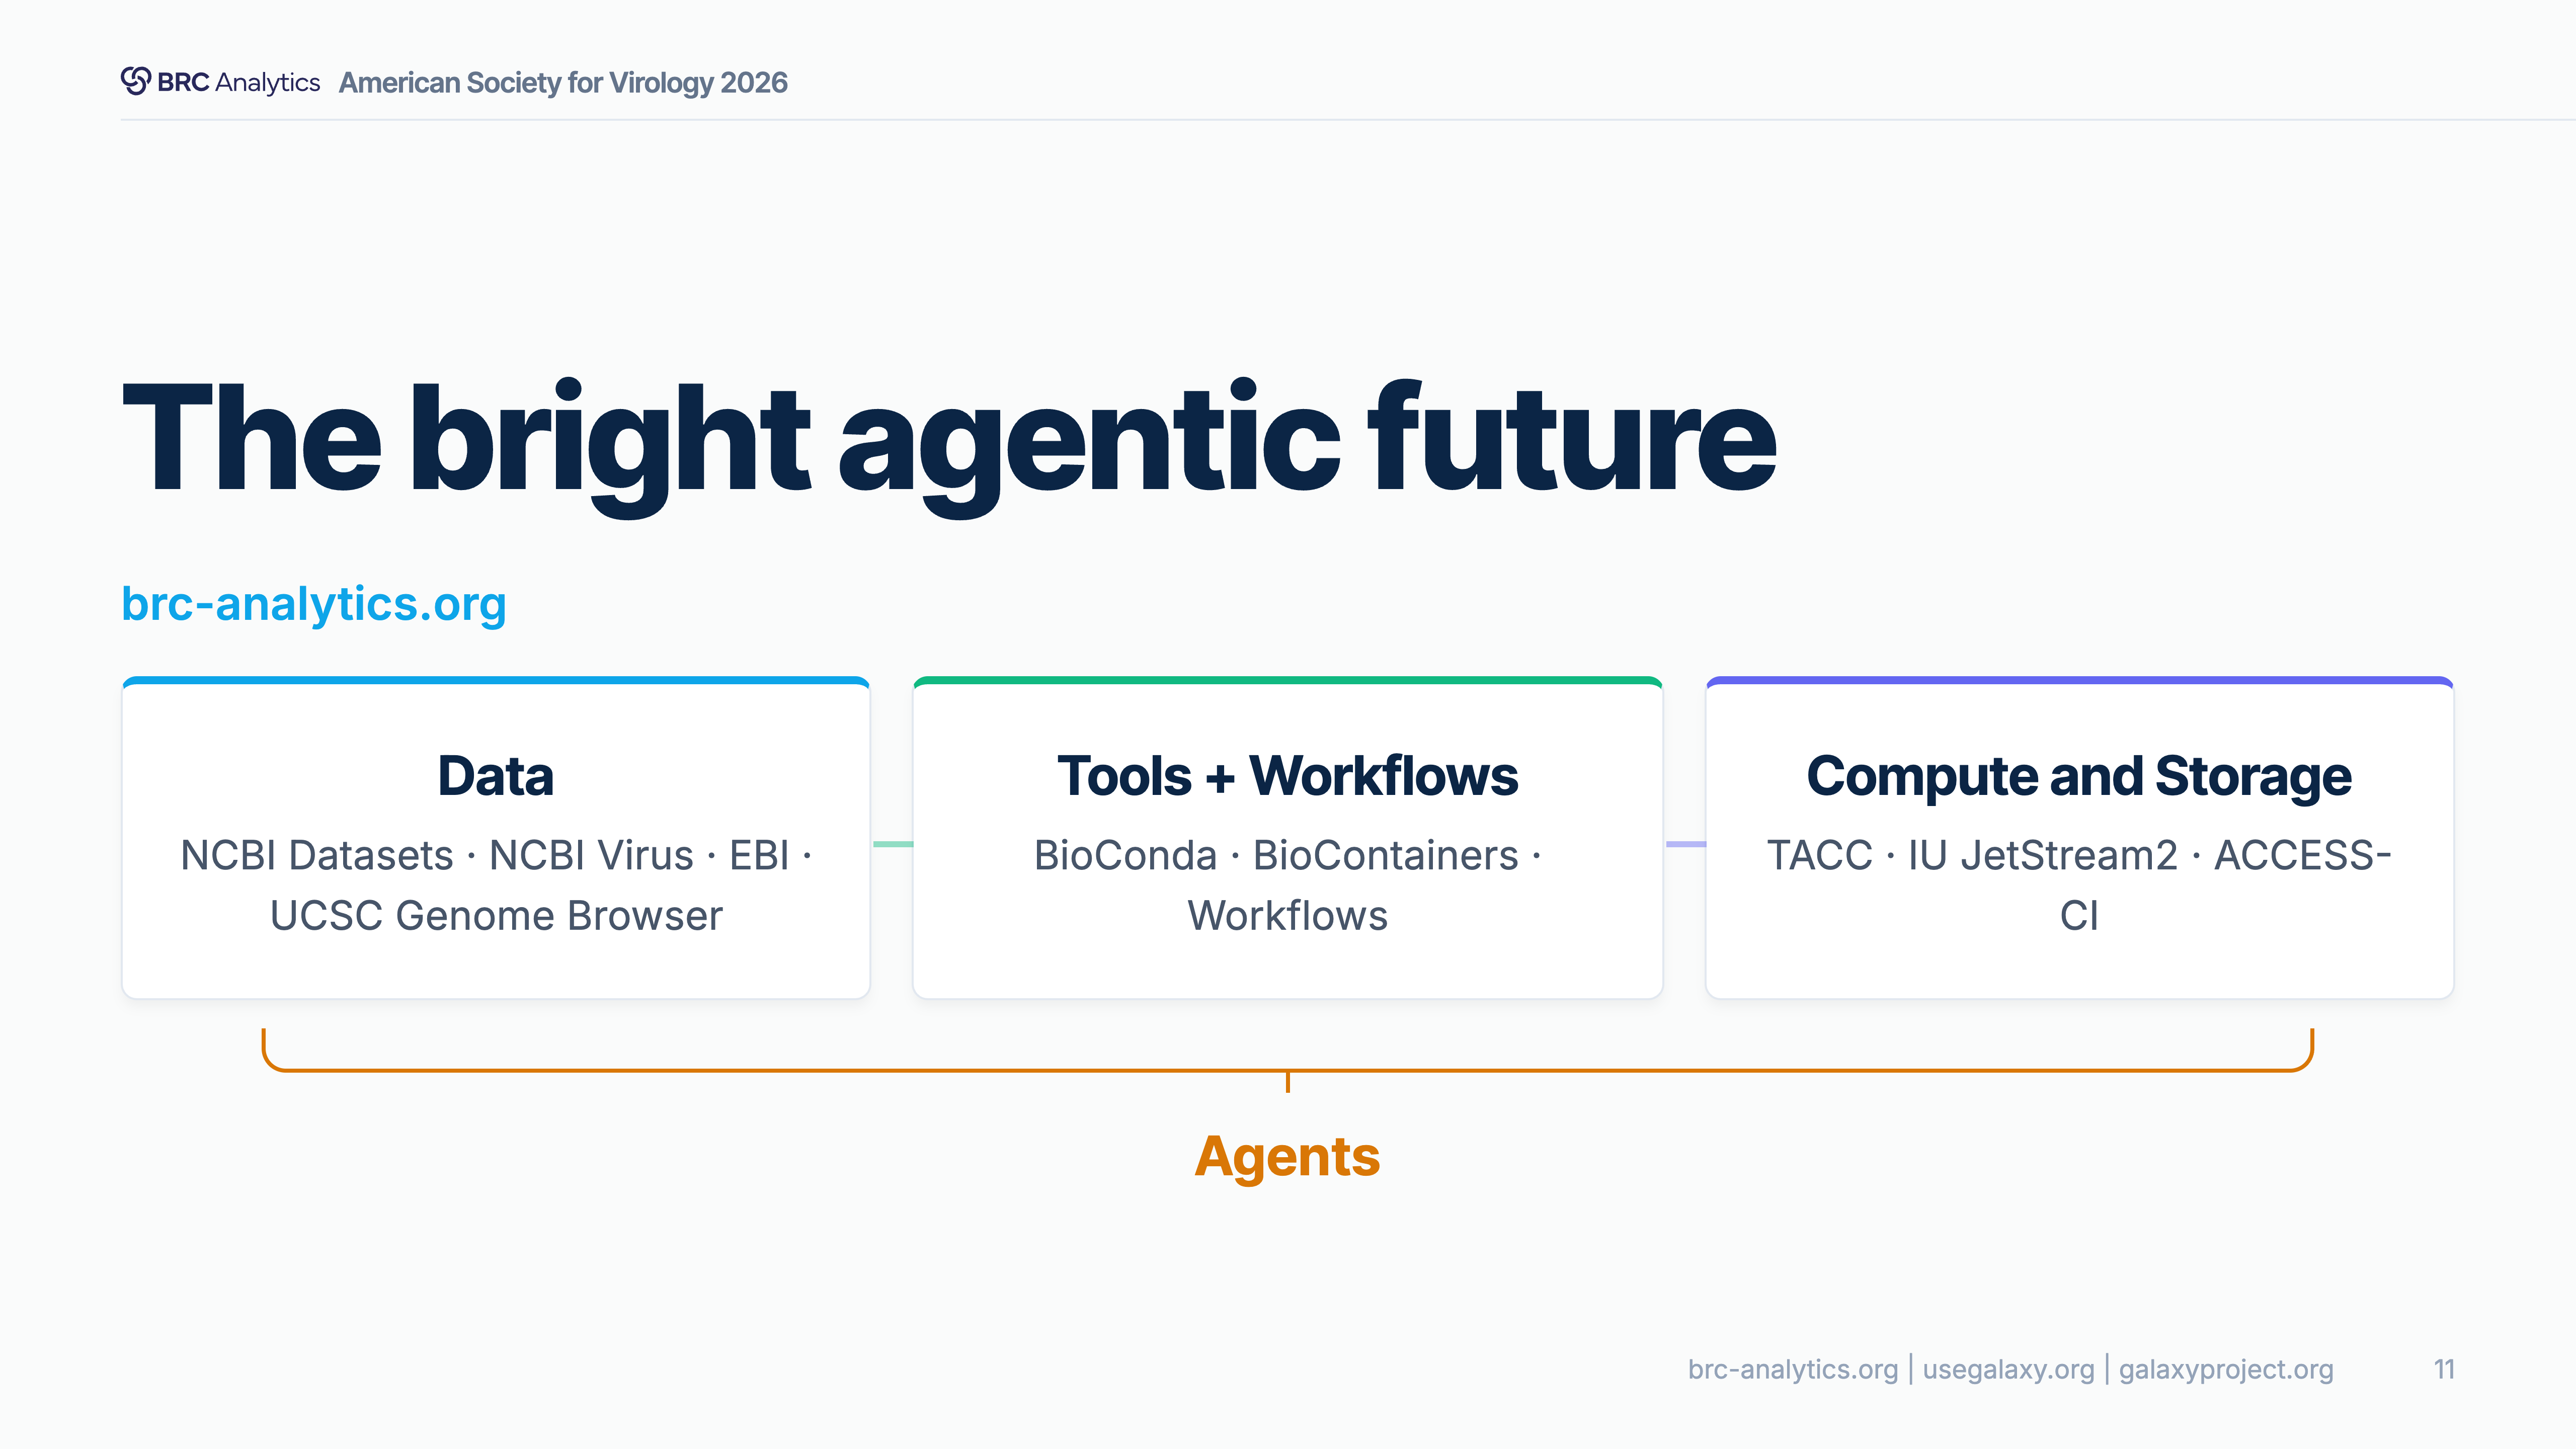 BRC Analytics American Society for Virology 2026
The bright agentic future
brc-analytics.org
Data
NCBI Datasets · NCBI Virus · EBI ·
UCSC Genome Browser
Tools + Workflows
BioConda · BioContainers ·
Workflows
Compute and Storage
TACC · IU JetStream2 · ACCESS-
CI
Agents
brc-analytics.org | usegalaxy.org | galaxyproject.org 11